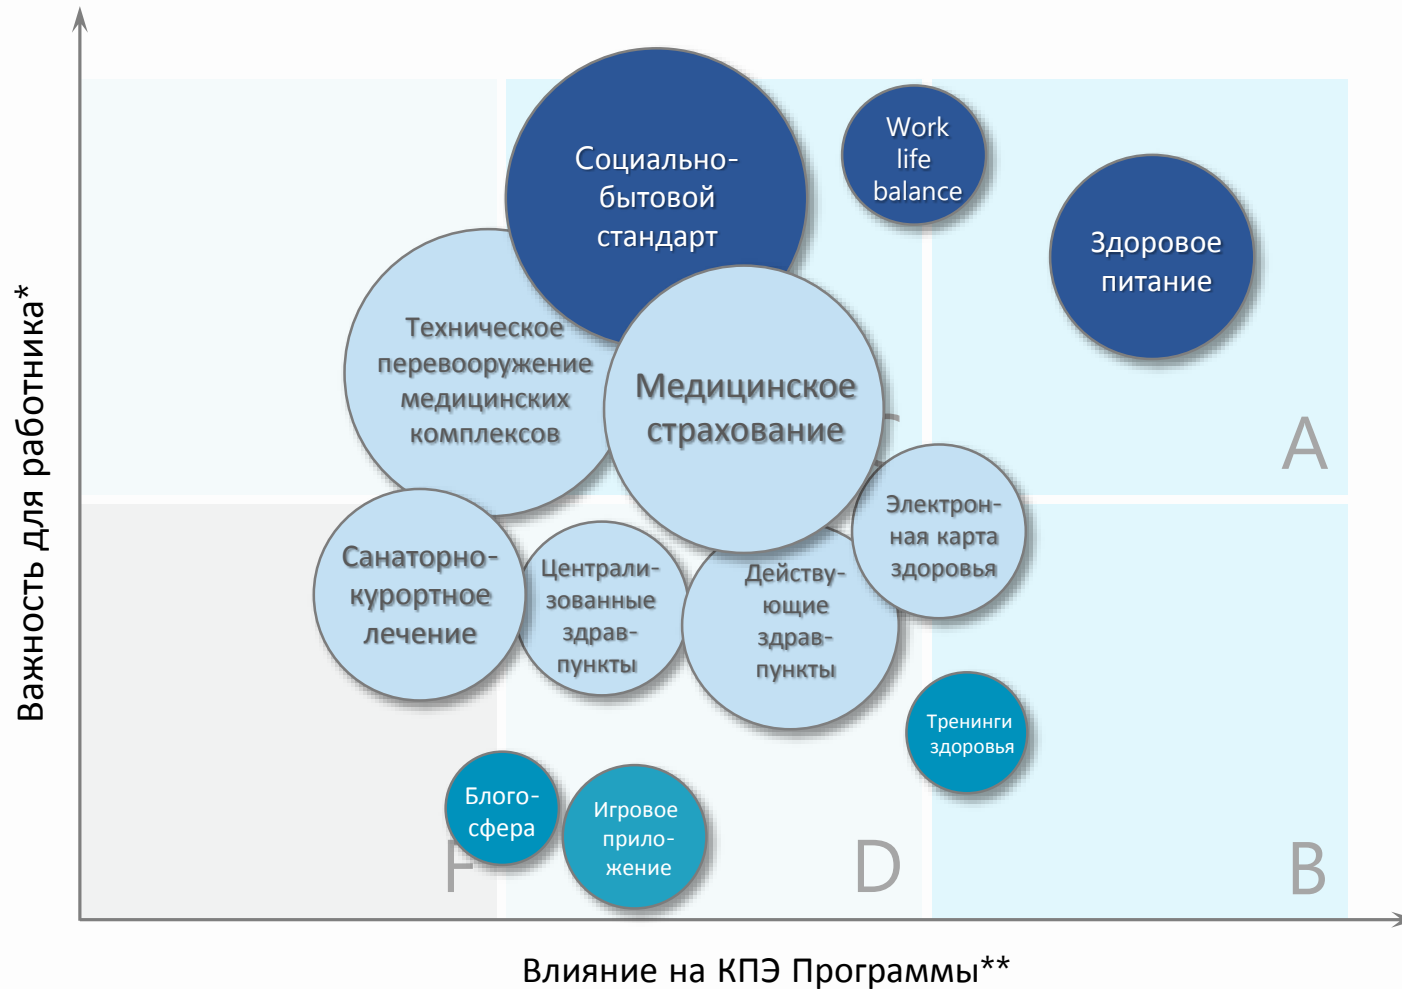 Важность для работника*
Социально-
бытовой
стандарт
Work
life
balance
Здоровое
питание
Техническое
перевооружение
медицинских
комплексов
Медицинское
страхование
A
Электрон-
ная карта
здоровья
Санаторно-
курортное
лечение
Централи-
зованные
здрав-
пункты
Действу-
ющие
здрав-
пункты
Тренинги
здоровья
Блого-
сфера
Игровое
прило-
жение
F
D
B
Влияние на КПЭ Программы**